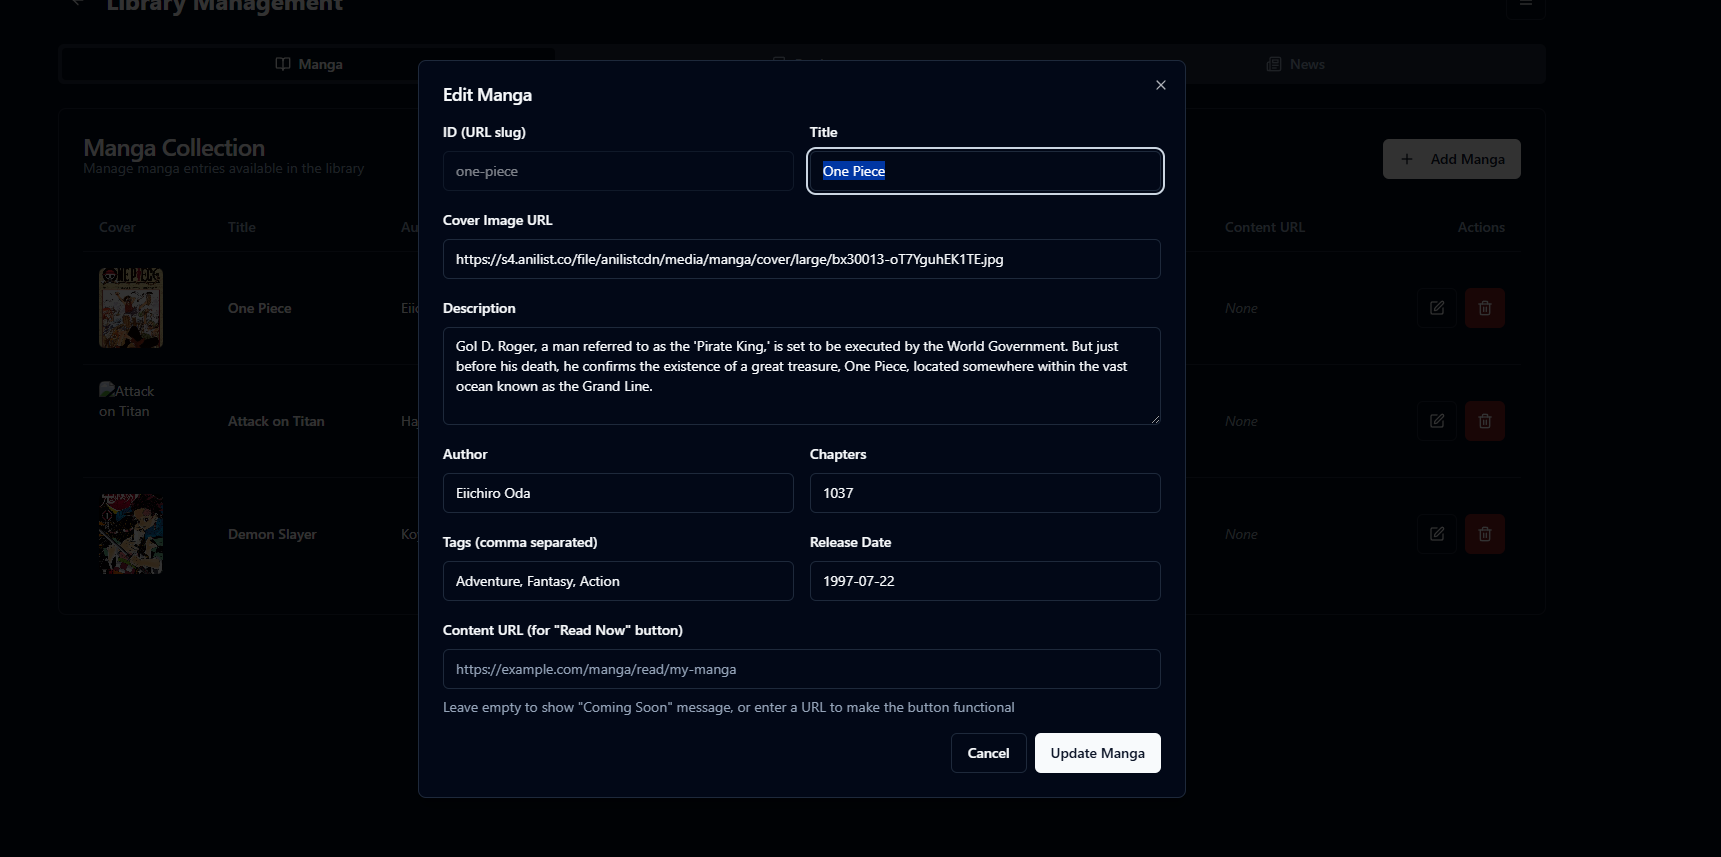 Library Management
Manga
News
Manga Collection
Manage manga entries available in the library
Add Manga
Cover
Title
Au
Content URL
Actions
One Piece
Eiic
None
Attack
on Titan
Attack on Titan
Ha
None
Demon Slayer
Ko
None
Edit Manga
ID (URL slug)
Title
one-piece
One Piece
Cover Image URL
https://s4.anilist.co/file/anilistcdn/media/manga/cover/large/bx30013-oT7YguhEK1TE.jpg
Description
Gol D. Roger, a man referred to as the 'Pirate King,' is set to be executed by the World Government. But just
before his death, he confirms the existence of a great treasure, One Piece, located somewhere within the vast
ocean known as the Grand Line.
Author
Chapters
Eiichiro Oda
1037
Tags (comma separated)
Release Date
Adventure, Fantasy, Action
1997-07-22
Content URL (for "Read Now" button)
https://example.com/manga/read/my-manga
Leave empty to show "Coming Soon" message, or enter a URL to make the button functional
Cancel
Update Manga